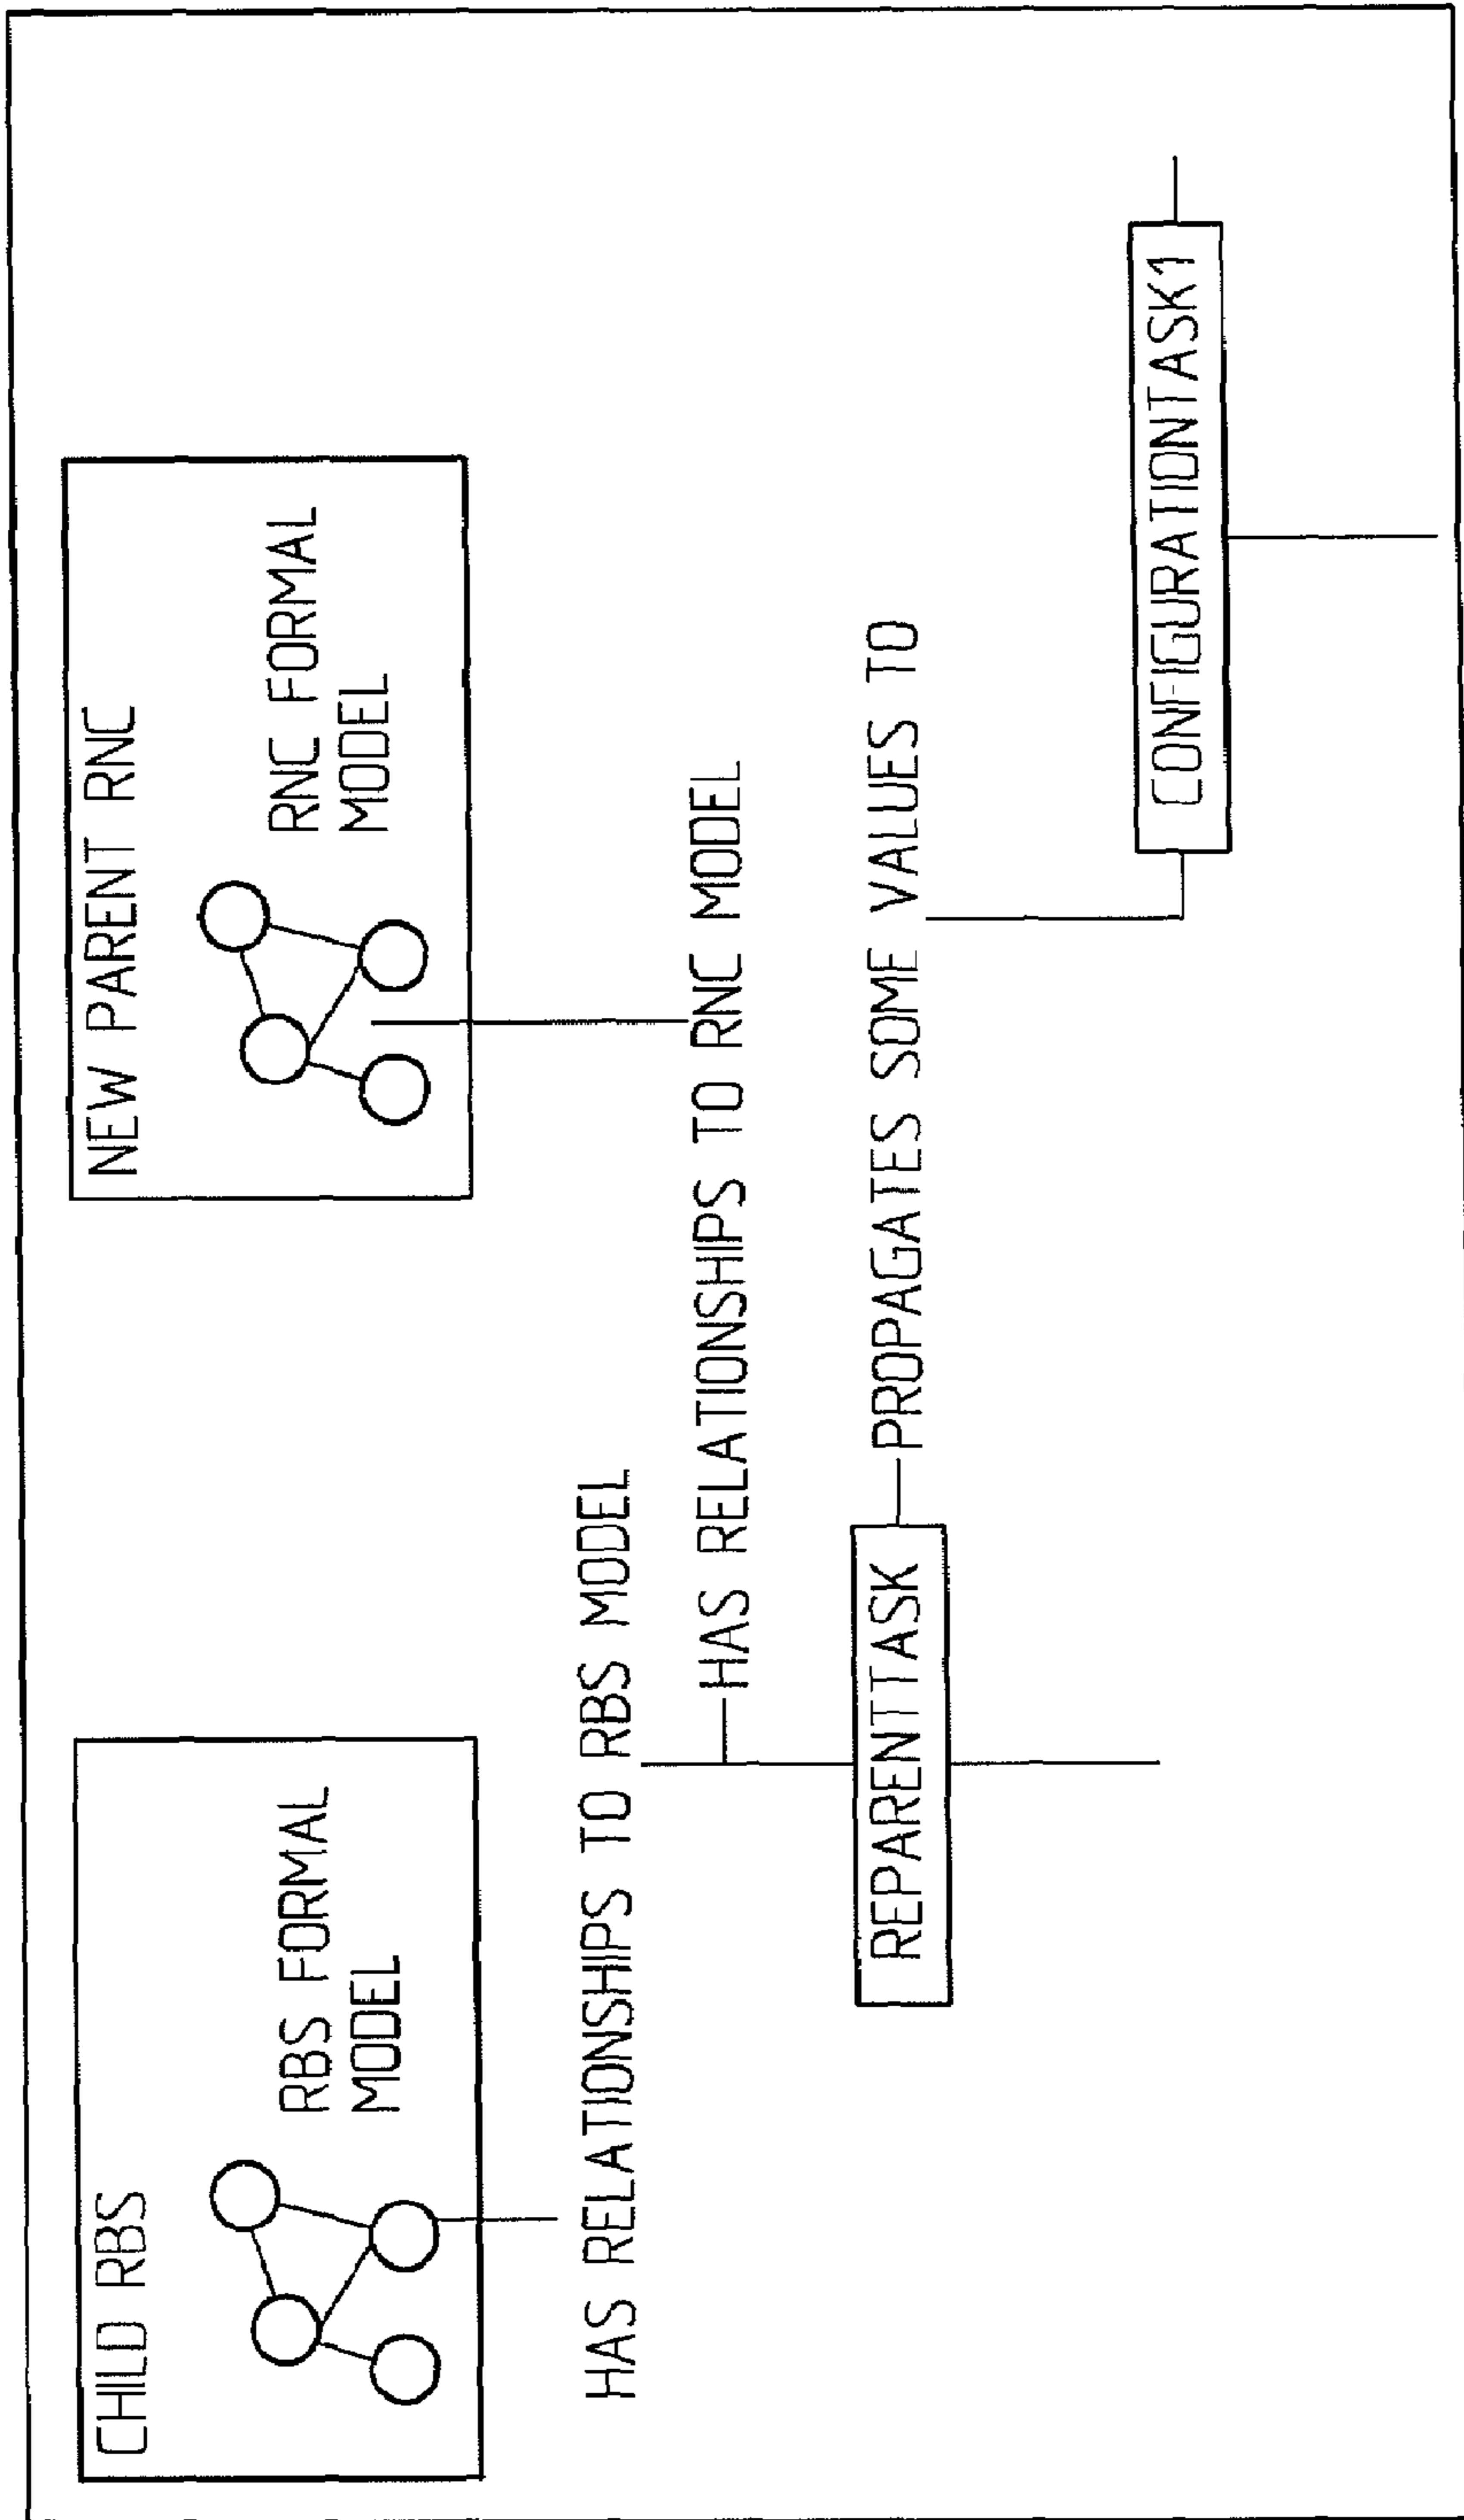 CHILD RBS
RBS FORMAL
MODEL
NEW PARENT RNC
RNC FORMAL
MODEL
HAS RELATIONSHIPS TO RBS MODEL
HAS RELATIONSHIPS TO RNC MODEL
REPARENTTASK
PROPAGATES SOME VALUES TO
CONFIGURATIONTASK1